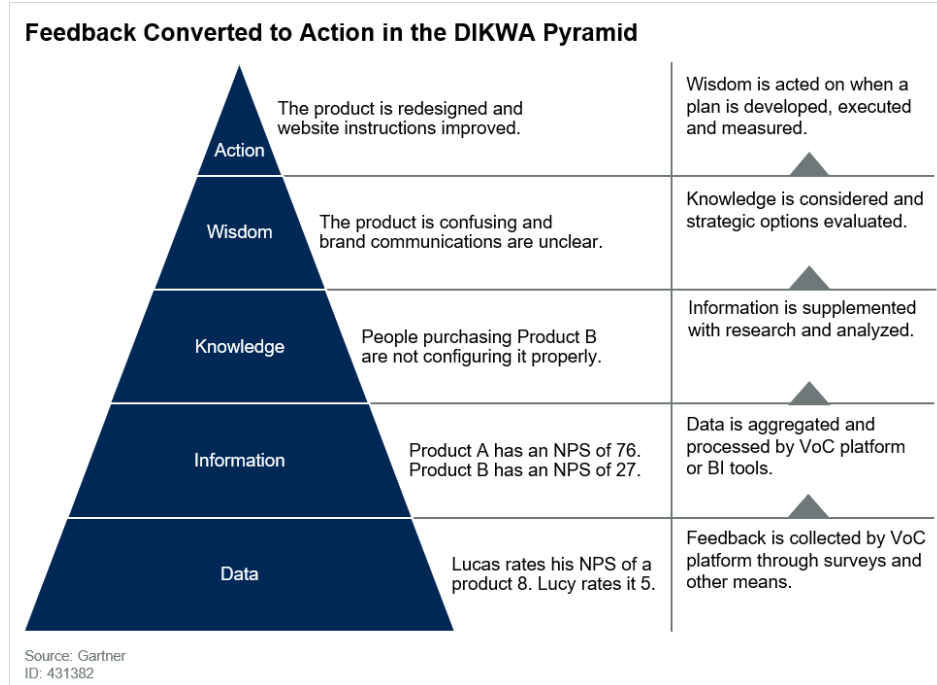 Feedback Converted to Action in the DIKWA Pyramid
Action
The product is redesigned and
website instructions improved.
Wisdom is acted on when a
plan is developed, executed
and measured.
Wisdom
The product is confusing and
brand communications are unclear.
Knowledge is considered and
strategic options evaluated.
Knowledge
People purchasing Product B
are not configuring it properly.
Information is supplemented
with research and analyzed.
Information
Product A has an NPS of 76.
Product B has an NPS of 27.
Data is aggregated and
processed by VoC platform
or BI tools.
Data
Lucas rates his NPS of a
product 8. Lucy rates it 5.
Feedback is collected by VoC
platform through surveys and
other means.
Source: Gartner
ID: 431382